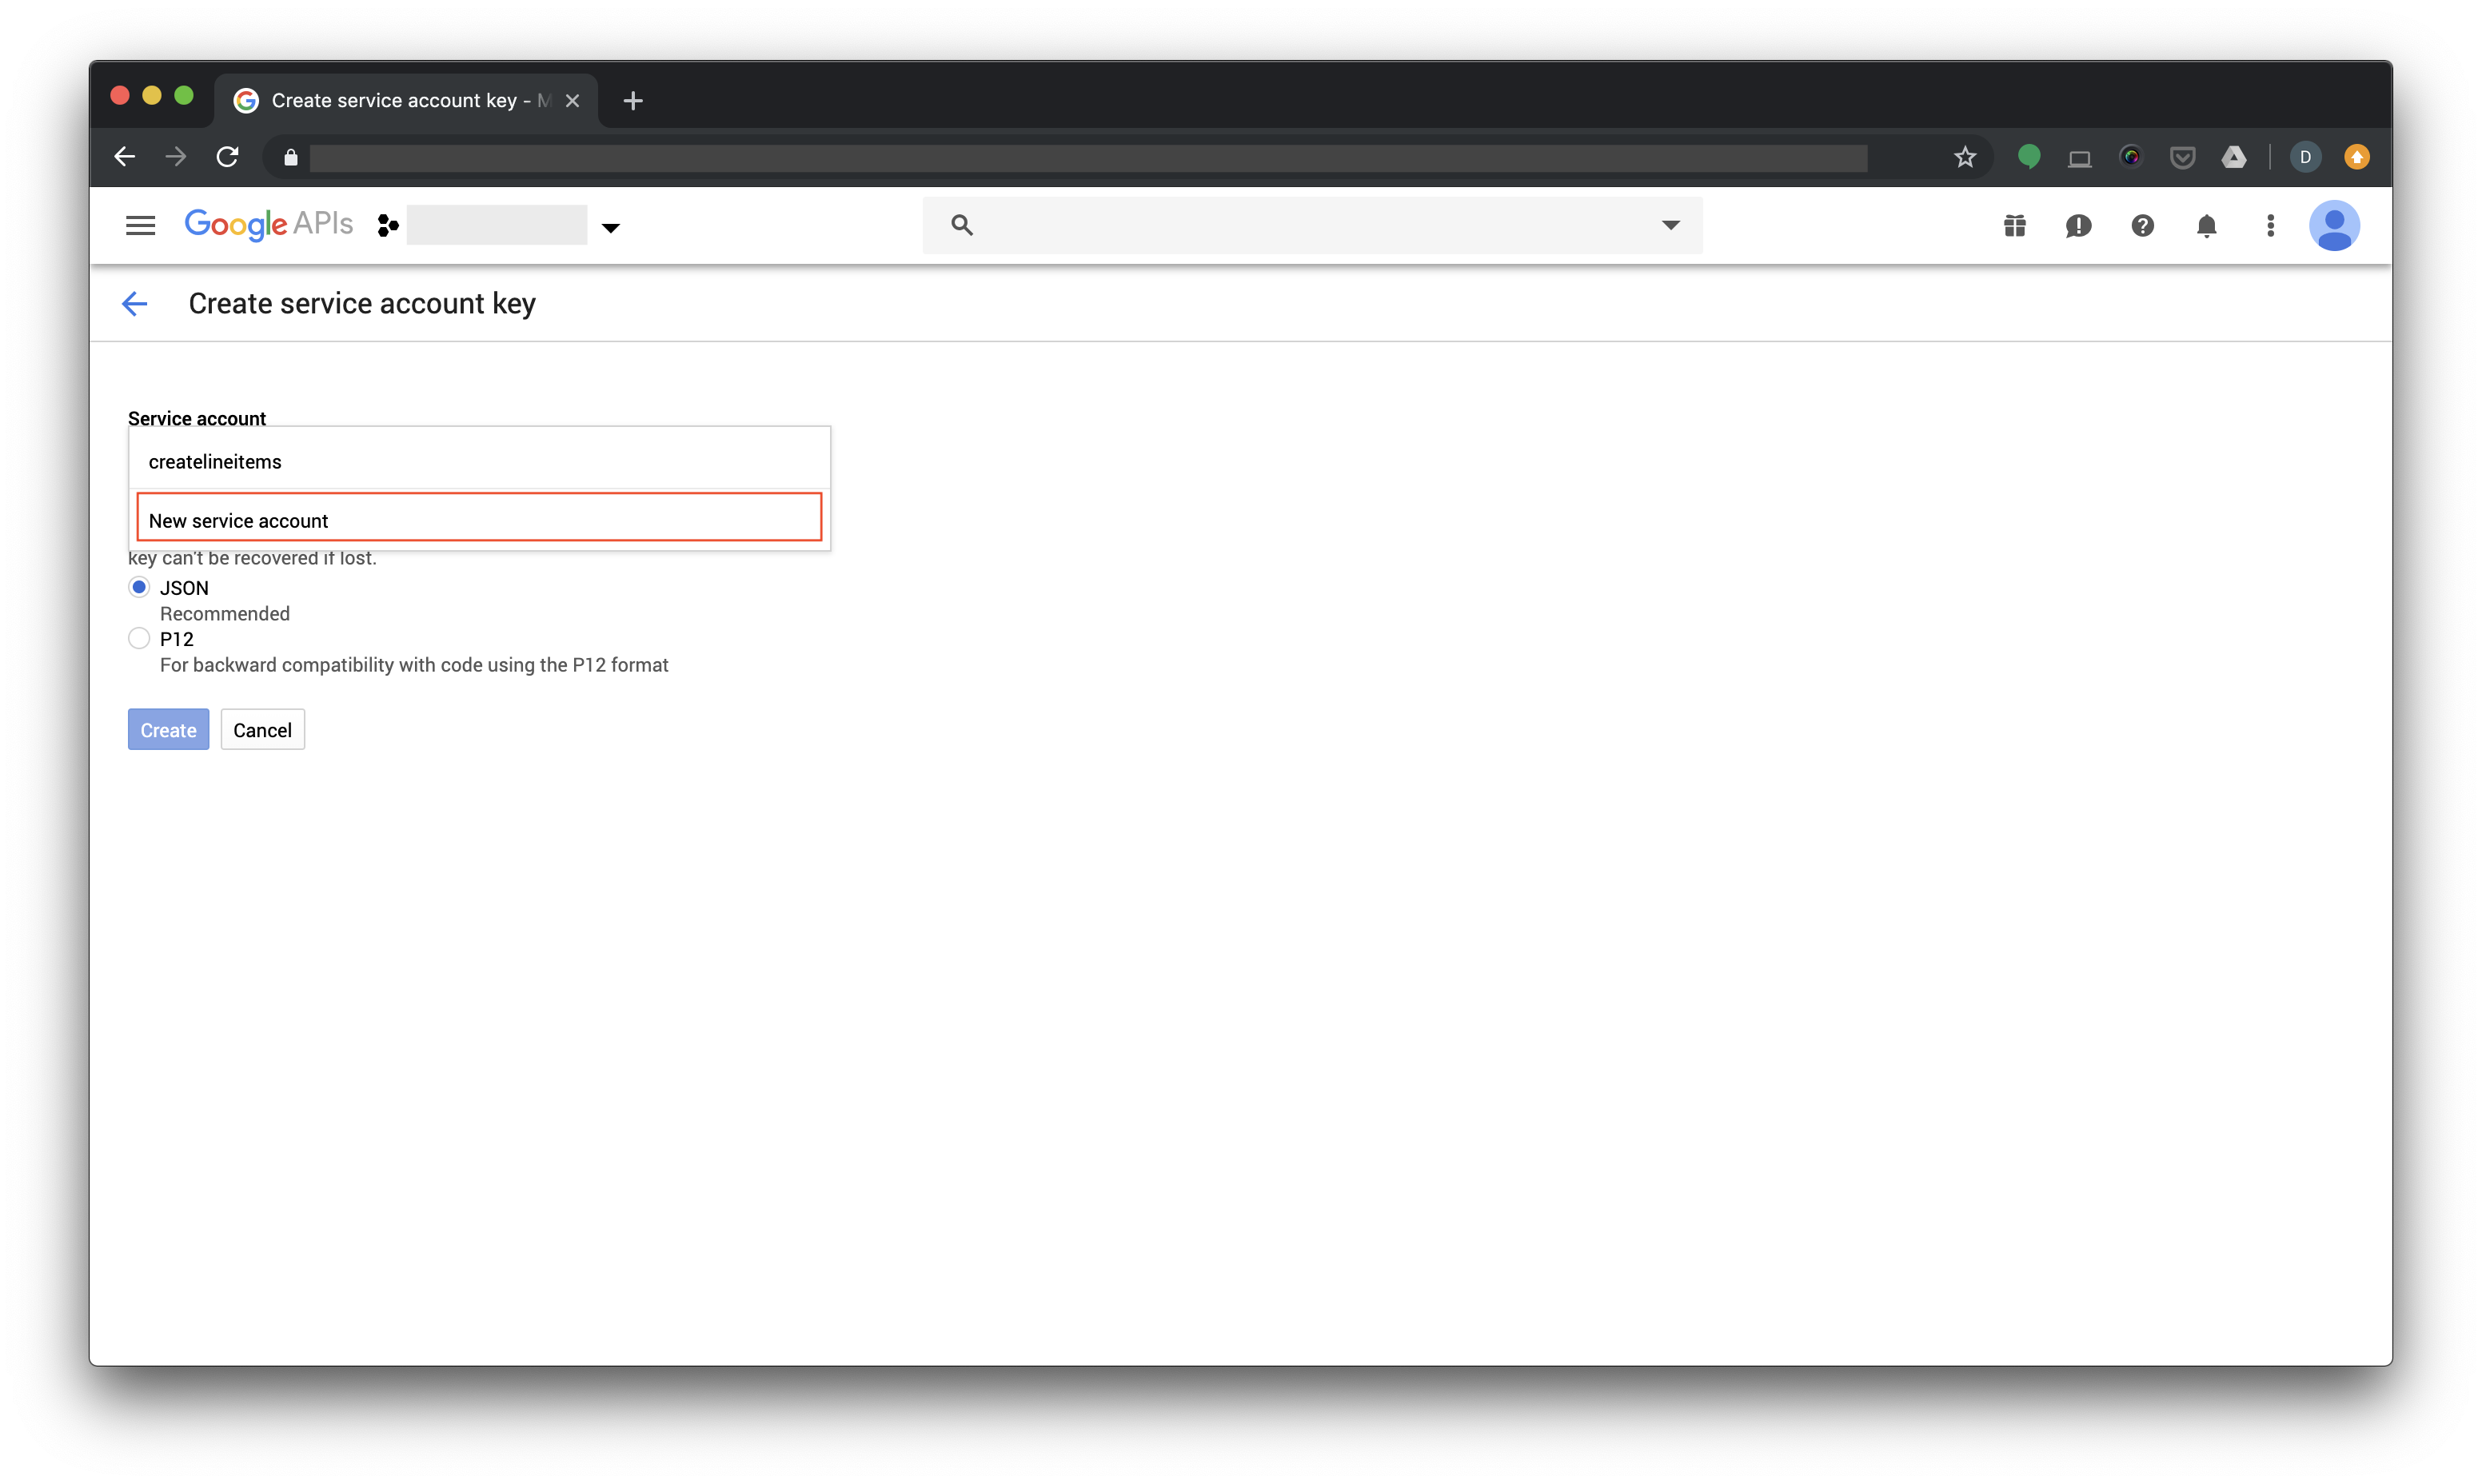 Create service account key - M
D
Google APIs
Create service account key
Service account
createlineitems
New service account
key can't be recovered if lost.
JSON
Recommended
P12
For backward compatibility with code using the P12 format
Create
Cancel